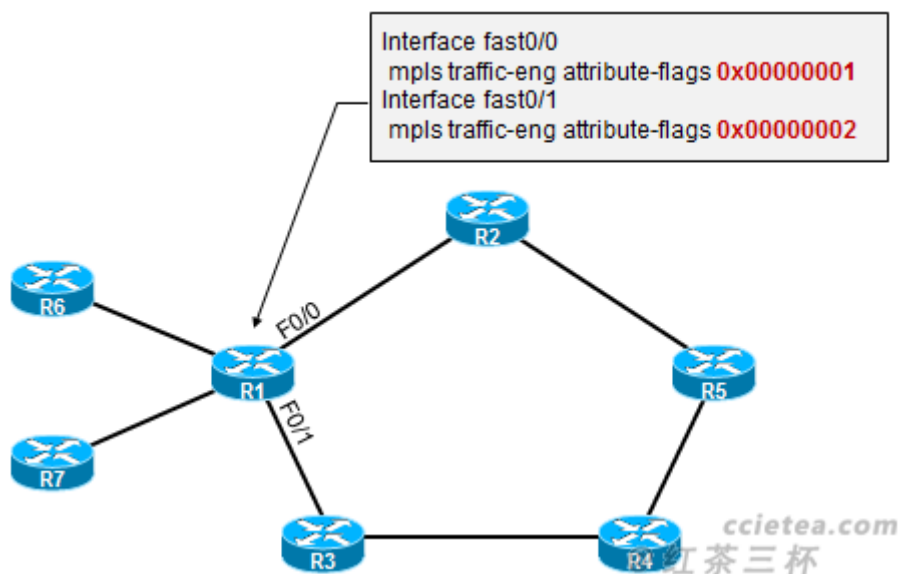 Interface fast0/0
mpls traffic-eng attribute-flags 0x00000001
Interface fast0/1
mpls traffic-eng attribute-flags 0x00000002
R2
R6
F0/0
R1
R5
F0/1
R7
ccietea.com
R3
R4
红茶三杯